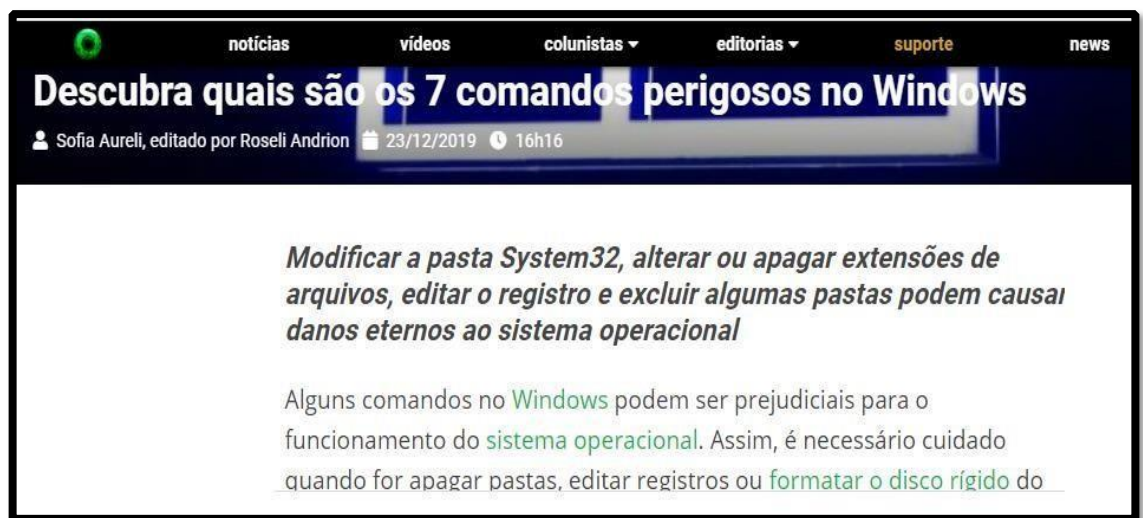 notícias vídeos colunistas editorias suporte news
Descubra quais são os 7 comandos perigosos no Windows
Sofia Aureli, editado por Roseli Andrion 23/12/2019 16h16
Modificar a pasta System32, alterar ou apagar extensões de
arquivos, editar o registro e excluir algumas pastas podem causar
danos eternos ao sistema operacional
Alguns comandos no Windows podem ser prejudiciais para o
funcionamento do sistema operacional. Assim, é necessário cuidado
quando for apagar pastas, editar registros ou formatar o disco rígido do